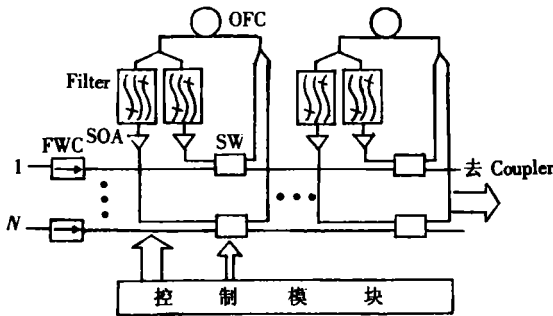 OFC
Filter
SOA
SW
FWC
1
去 Coupler
N
控 制 模 块